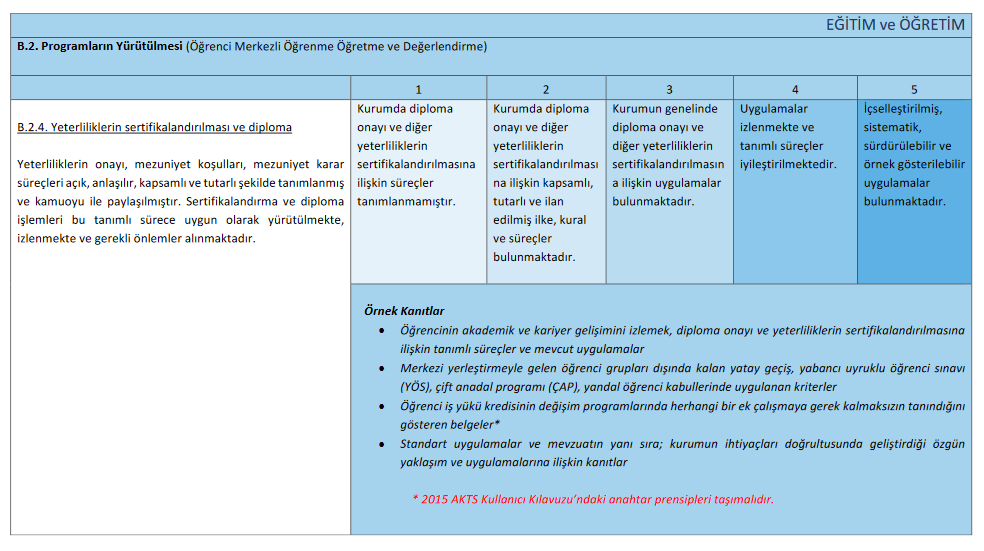 EĞİTİM ve ÖĞRETİM
B.2. Programların Yürütülmesi (Öğrenci Merkezli Öğrenme Öğretme ve Değerlendirme)
1
2
3
4
5
B.2.4. Yeterliliklerin sertifikalandırılması ve diploma
Yeterliliklerin onayı, mezuniyet koşulları, mezuniyet karar
süreçleri açık, anlaşılır, kapsamlı ve tutarlı şekilde tanımlanmış
ve kamuoyu ile paylaşılmıştır. Sertifikalandırma ve diploma
işlemleri bu tanımlı sürece uygun olarak yürütülmekte,
izlenmekte ve gerekli önlemler alınmaktadır.
Kurumda diploma
onayı ve diğer
yeterliliklerin
sertifikalandırılmasına
ilişkin süreçler
tanımlanmamıştır.
Kurumda diploma
onayı ve diğer
yeterliliklerin
sertifikalandırılması
na ilişkin kapsamlı,
tutarlı ve ilan
edilmiş ilke, kural
ve süreçler
bulunmaktadır.
Kurumun genelinde
diploma onayı ve
diğer yeterliliklerin
sertifikalandırılmasın
a ilişkin uygulamalar
bulunmaktadır.
Uygulamalar
izlenmekte ve
tanımlı süreçler
iyileştirilmektedir.
İçselleştirilmiş,
sistematik,
sürdürülebilir ve
örnek gösterilebilir
uygulamalar
bulunmaktadır.
Örnek Kanıtlar
• Öğrencinin akademik ve kariyer gelişimini izlemek, diploma onayı ve yeterliliklerin sertifikalandırılmasına
ilişkin tanımlı süreçler ve mevcut uygulamalar
• Merkezi yerleştirmeyle gelen öğrenci grupları dışında kalan yatay geçiş, yabancı uyruklu öğrenci sınavı
(YÖS), çift anadal programı (ÇAP), yandal öğrenci kabullerinde uygulanan kriterler
• Öğrenci iş yükü kredisinin değişim programlarında herhangi bir ek çalışmaya gerek kalmaksızın tanındığını
gösteren belgeler*
• Standart uygulamalar ve mevzuatın yanı sıra; kurumun ihtiyaçları doğrultusunda geliştirdiği özgün
yaklaşım ve uygulamalarına ilişkin kanıtlar
* 2015 AKTS Kullanıcı Kılavuzu’ndaki anahtar prensipleri taşımalıdır.